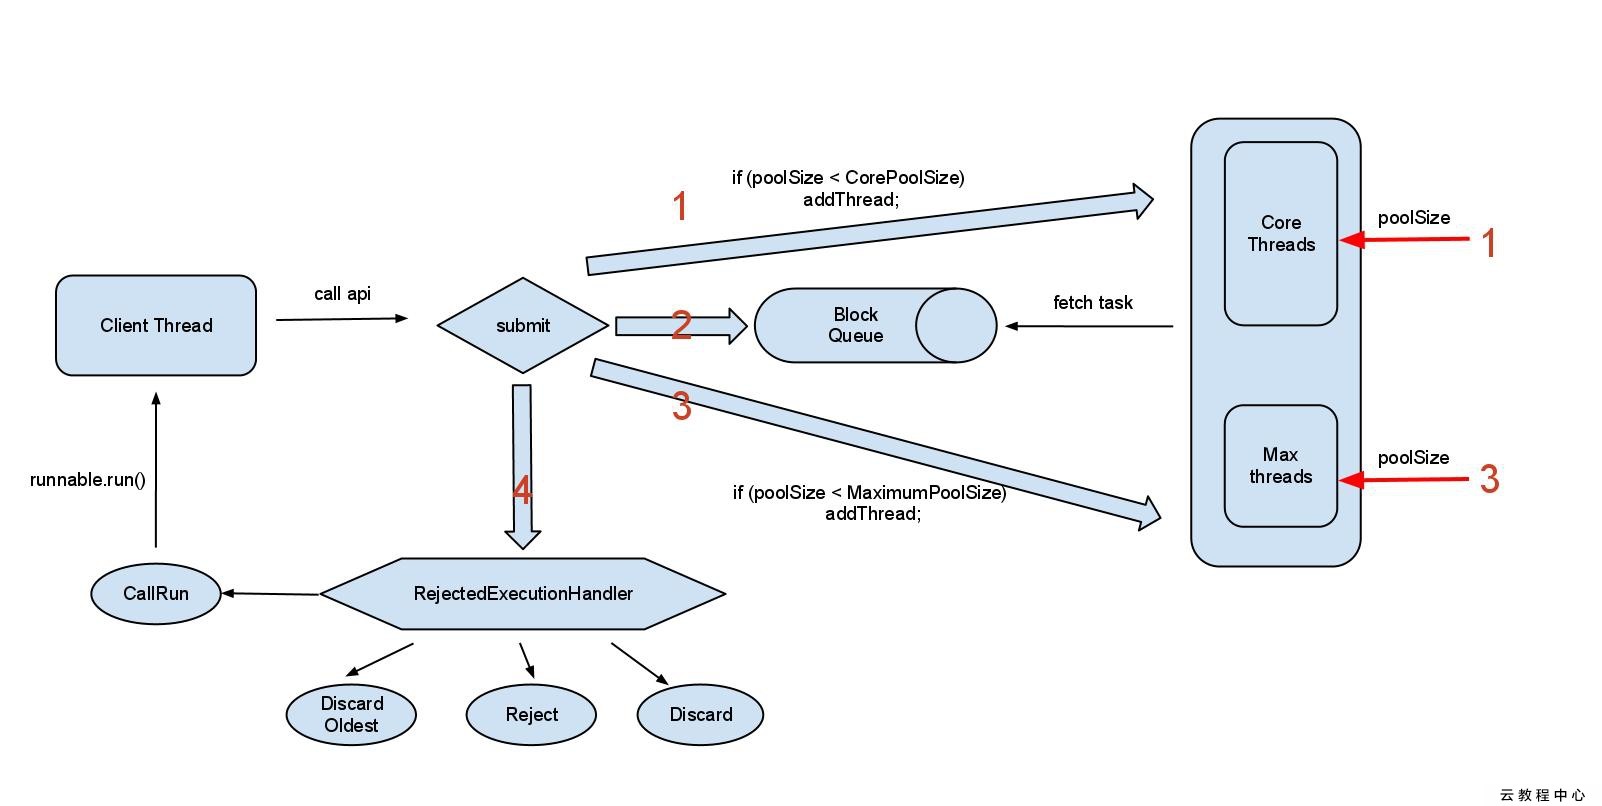 if (poolSize < CorePoolSize)
addThread;
1
Core
Threads
poolSize
1
call api
Client Thread
submit
2
Block
Queue
fetch task
3
if (poolSize < MaximumPoolSize)
addThread;
Max
threads
poolSize
3
runnable.run()
4
CallRun
RejectedExecutionHandler
Discard
Oldest
Reject
Discard
云教程中心